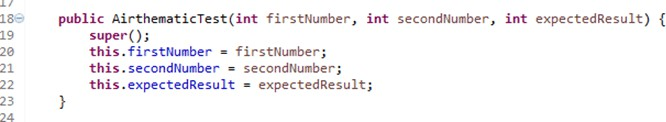 17
18 public AirthematicTest(int firstNumber, int secondNumber, int expectedResult) {
19 super();
20 this.firstNumber = firstNumber;
21 this.secondNumber = secondNumber;
22 this.expectedResult = expectedResult;
23 }
24